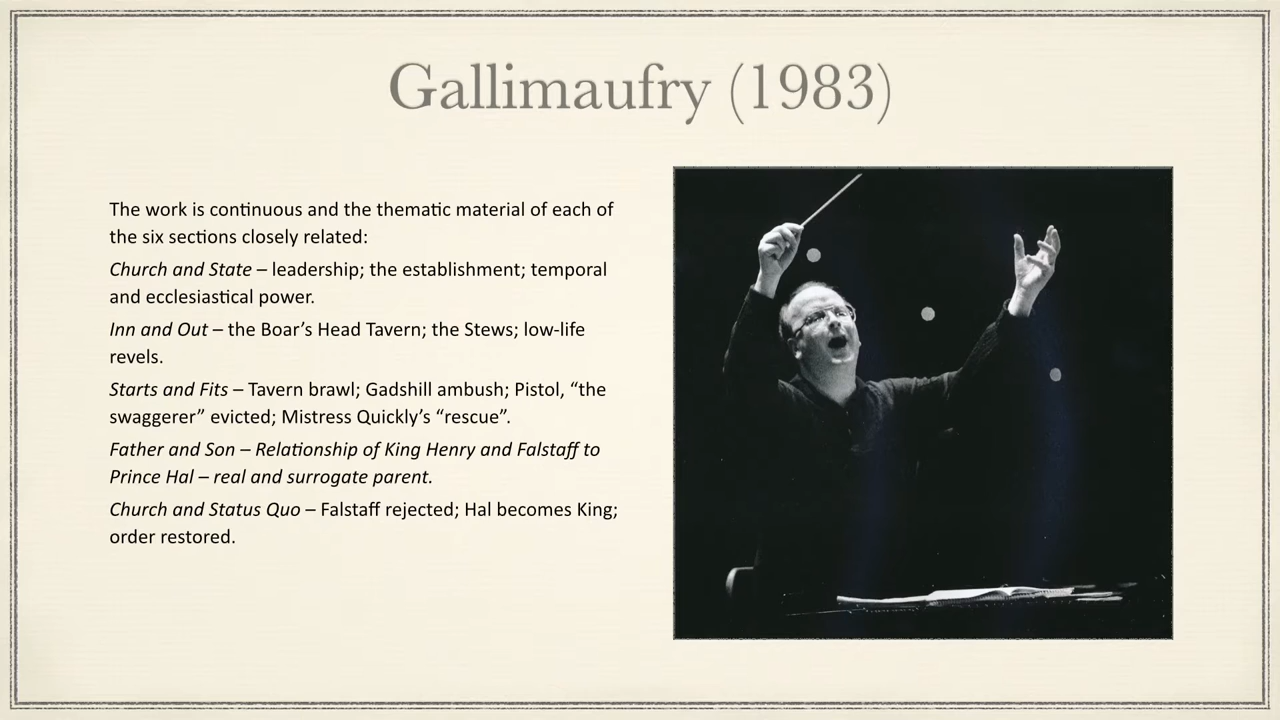 Gallimaufry (1983)
The work is continuous and the thematic material of each of
the six sections closely related:
Church and State – leadership; the establishment; temporal
and ecclesiastical power.
Inn and Out – the Boar’s Head Tavern; the Stews; low-life
revels.
Starts and Fits – Tavern brawl; Gadshill ambush; Pistol, “the
swaggerer” evicted; Mistress Quickly’s “rescue”.
Father and Son – Relationship of King Henry and Falstaff to
Prince Hal – real and surrogate parent.
Church and Status Quo – Falstaff rejected; Hal becomes King;
order restored.